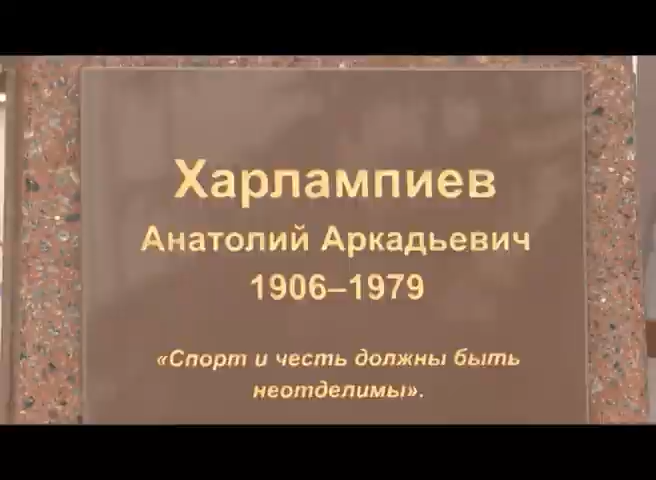 Харлампиев
Анатолий Аркадьевич
1906–1979
«Спорт и честь должны быть
неотделимы».